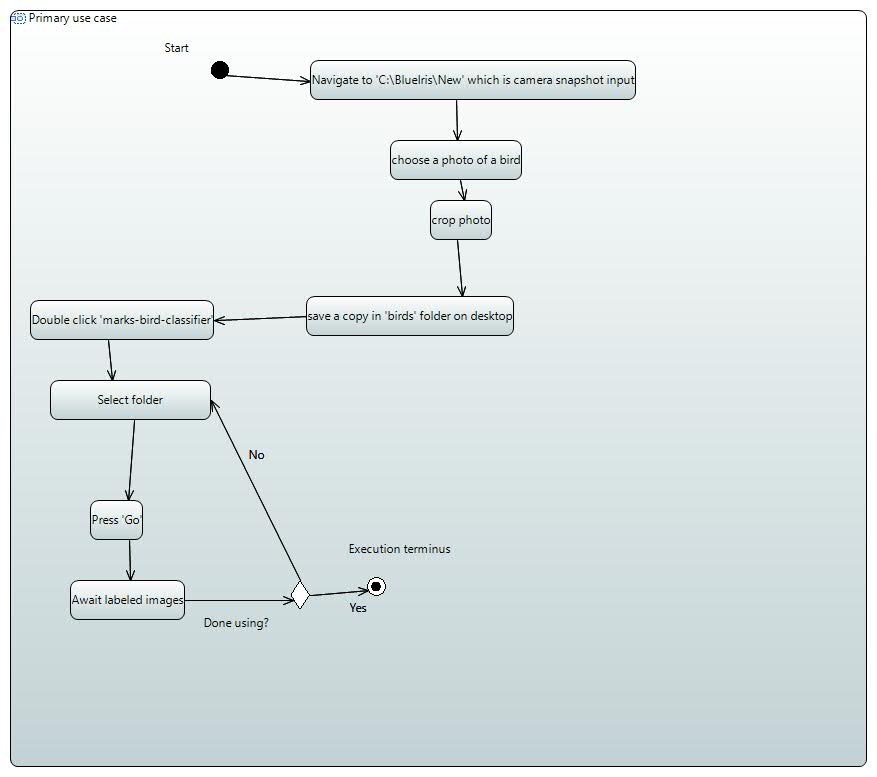 Primary use case
Start
Navigate to 'C:\BlueIris\New' which is camera snapshot input
choose a photo of a bird
crop photo
save a copy in 'birds' folder on desktop
Double click 'marks-bird-classifier'
Select folder
No
Press 'Go'
Execution terminus
Await labeled images
Yes
Done using?